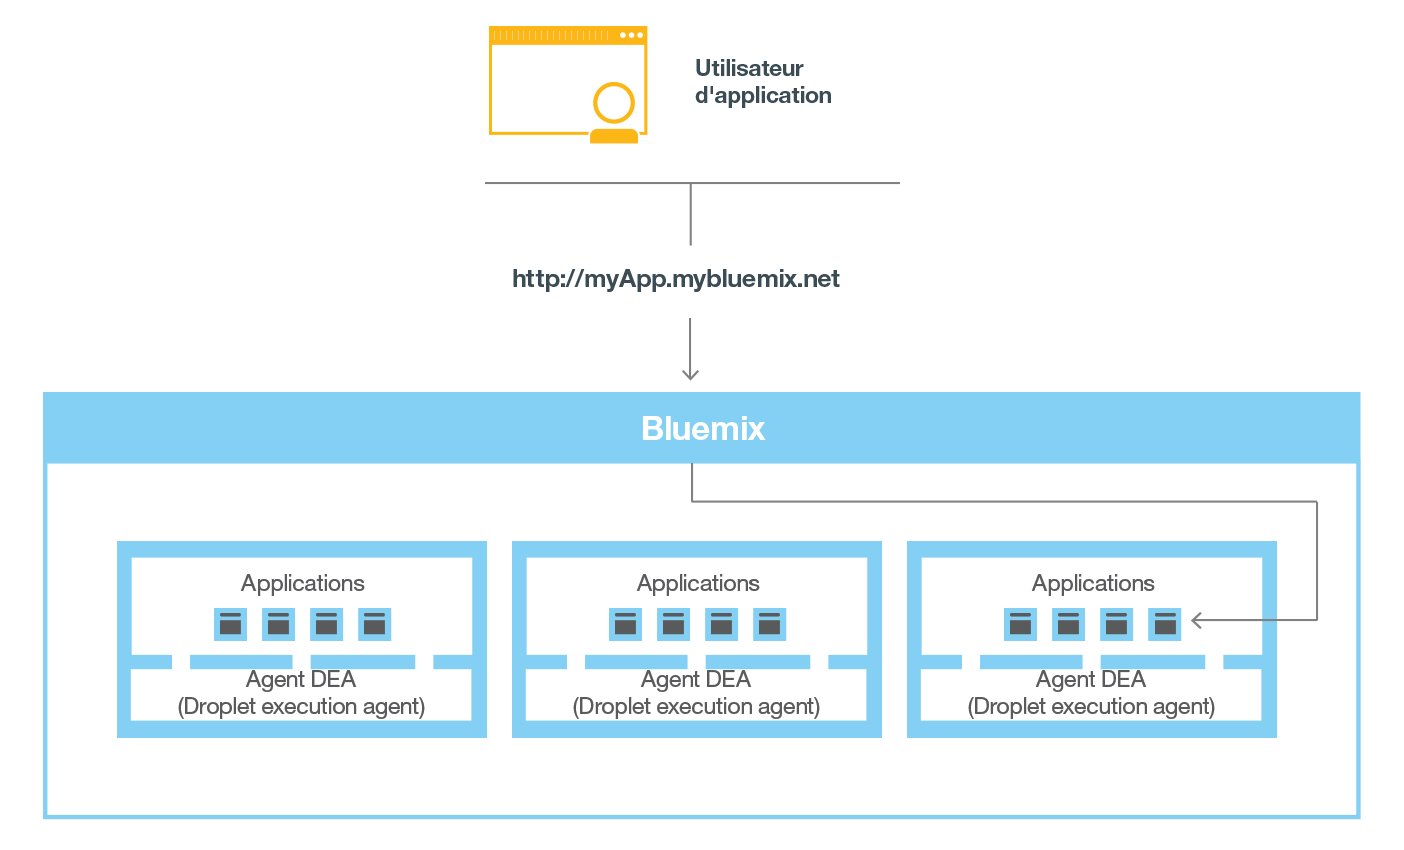 Utilisateur
d'application
http://myApp.mybluemix.net
Bluemix
Applications
Agent DEA
(Droplet execution agent)
Applications
Agent DEA
(Droplet execution agent)
Applications
Agent DEA
(Droplet execution agent)